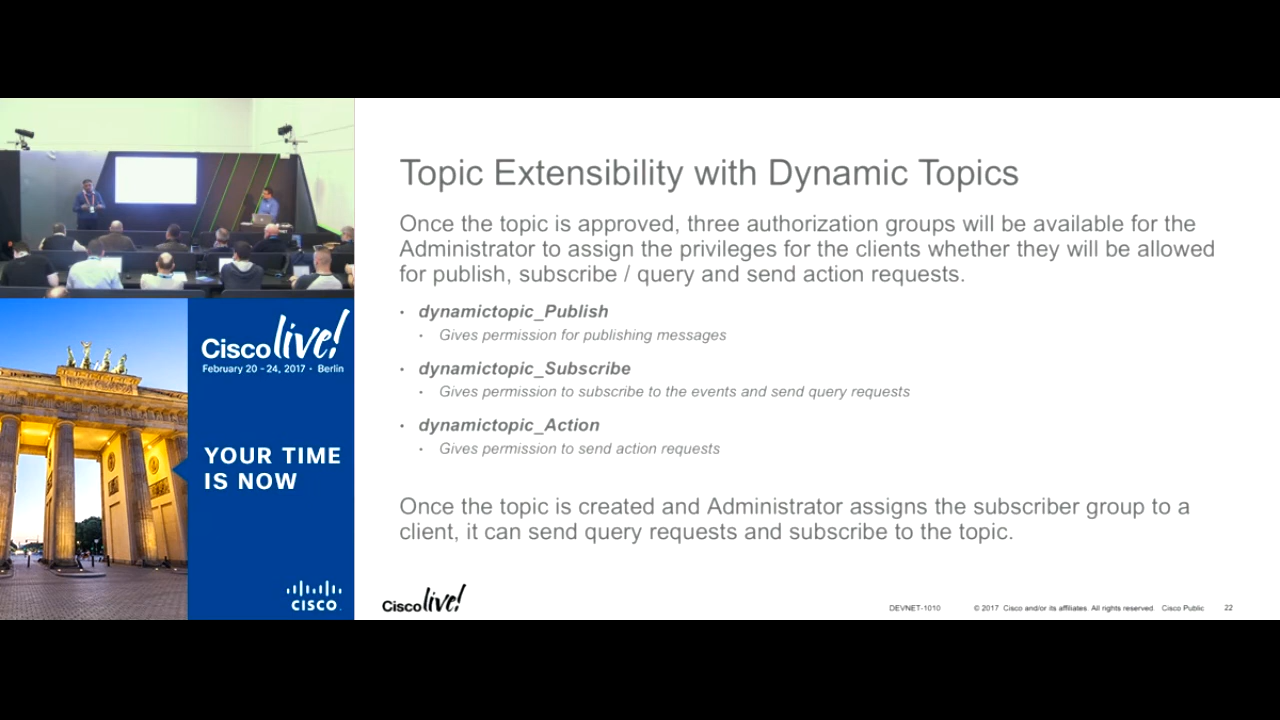 Topic Extensibility with Dynamic Topics
Once the topic is approved, three authorization groups will be available for the
Administrator to assign the privileges for the clients whether they will be allowed
for publish, subscribe / query and send action requests.
• dynamictopic_Publish
• Gives permission for publishing messages
• dynamictopic_Subscribe
• Gives permission to subscribe to the events and send query requests
• dynamictopic_Action
• Gives permission to send action requests
Once the topic is created and Administrator assigns the subscriber group to a
client, it can send query requests and subscribe to the topic.
Cisco live!
DEVNET-1010 © 2017 Cisco and/or its affiliates. All rights reserved. Cisco Public 22
Cisco live!
February 20 - 24, 2017 • Berlin
YOUR TIME
IS NOW
CISCO.